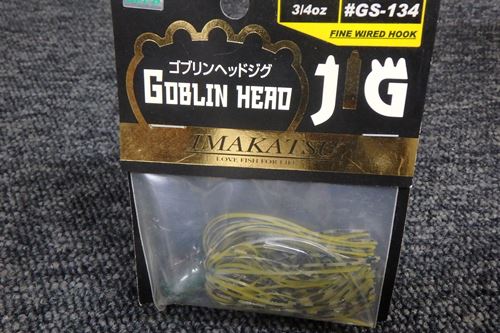 3/4oz #GS-134
FINE WIRED HOOK
ゴブリンヘッドジグ
GOBLIN HEAD JIG
IMAKATSU
LOVE FISH FOR LIFE